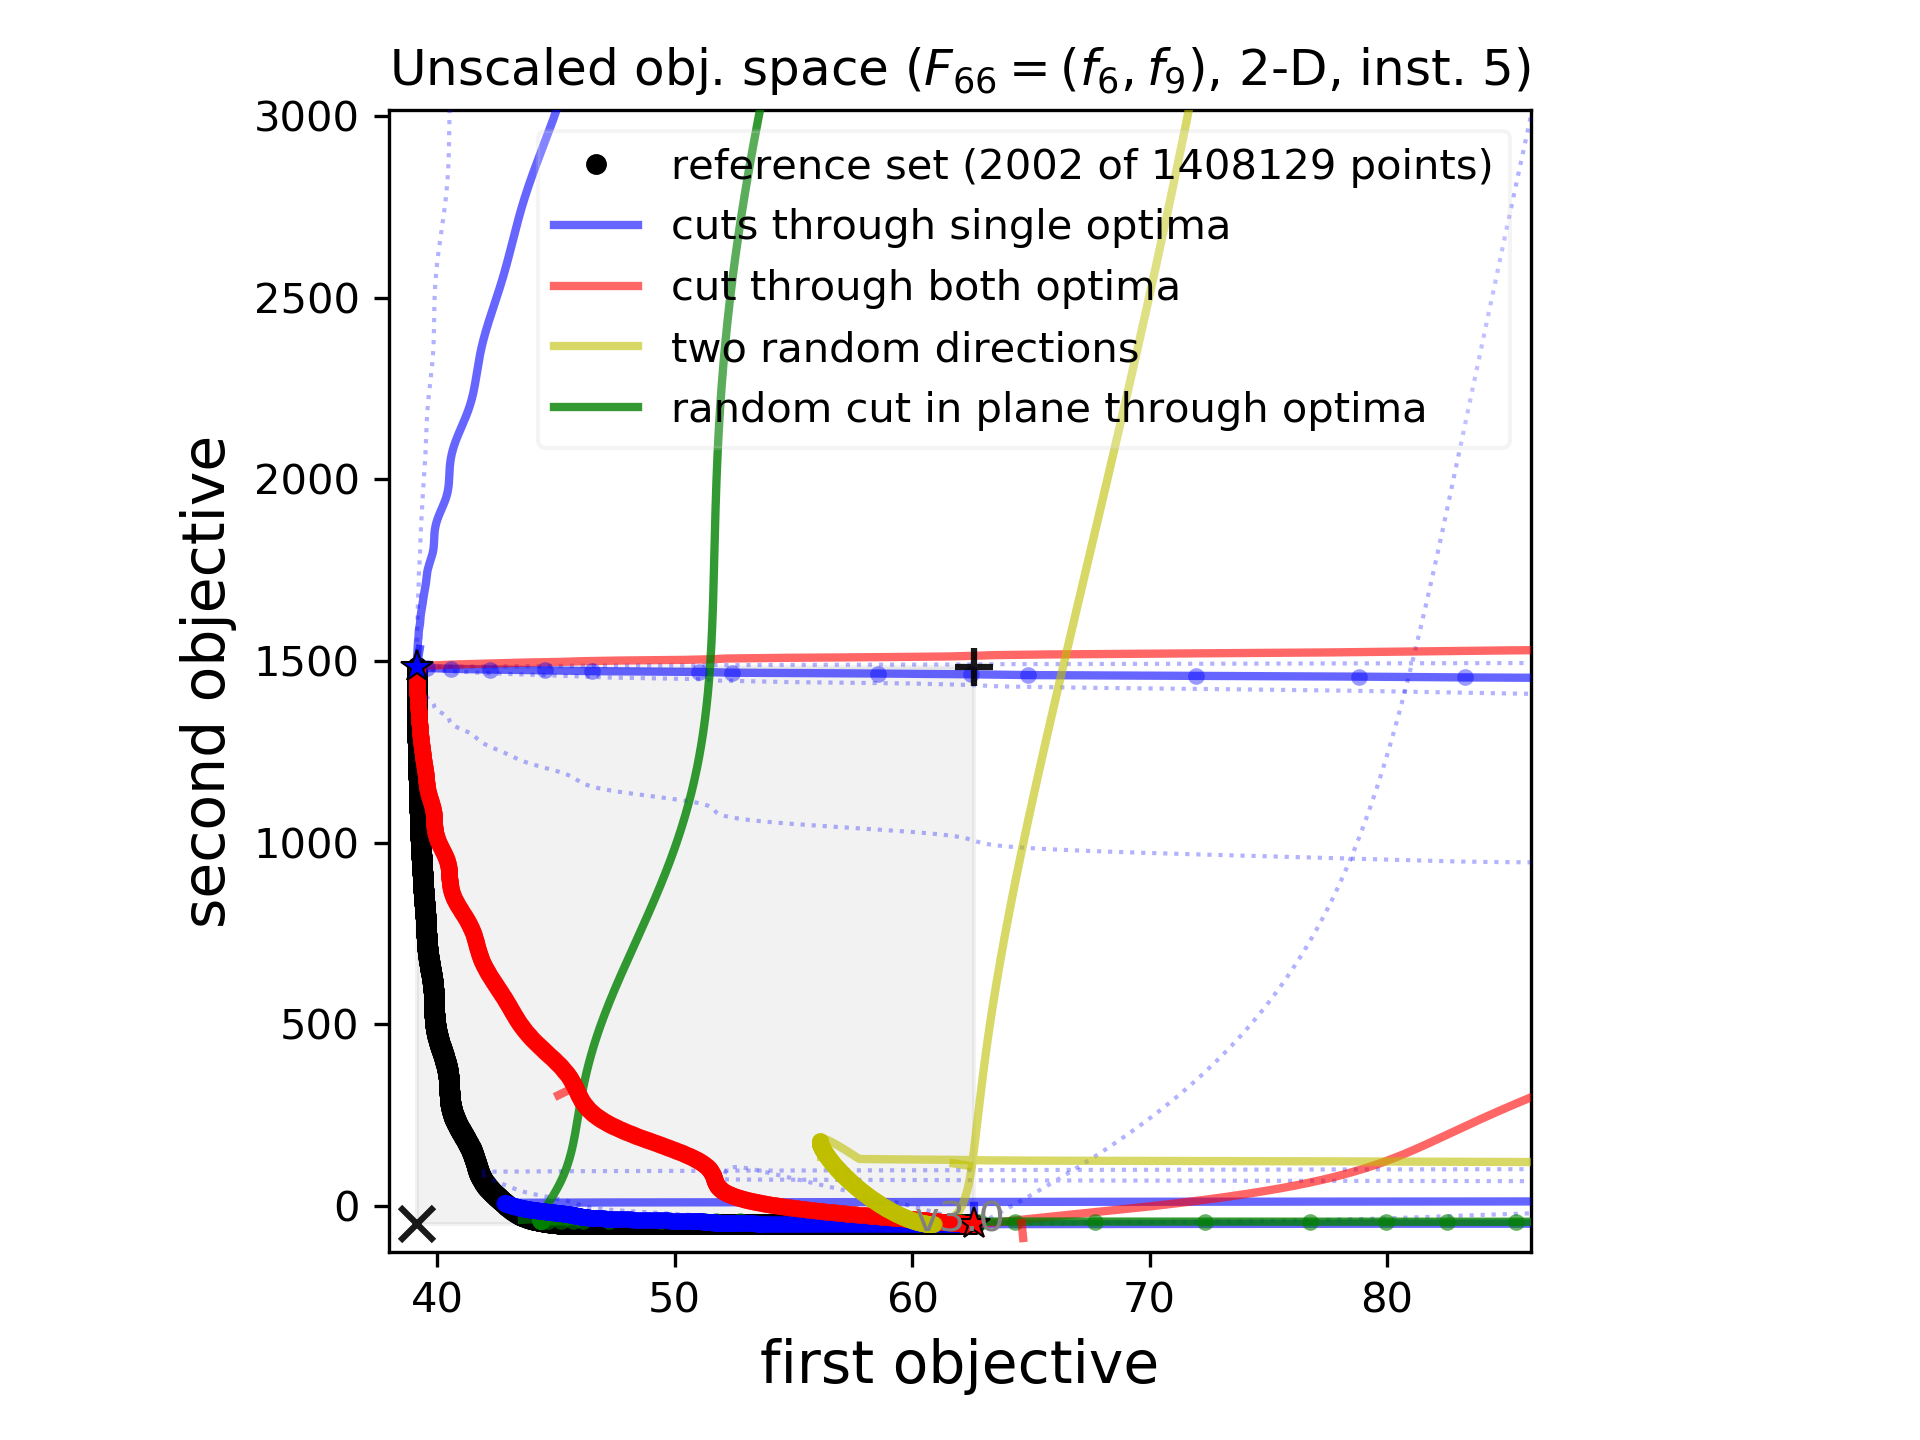 Unscaled obj. space (F₆₆ = (f₆, f₉), 2-D, inst. 5)
3000
2500
2000
1500
1000
500
0
second objective
reference set (2002 of 1408129 points)
cuts through single optima
cut through both optima
two random directions
random cut in plane through optima
40
50
60
70
80
first objective